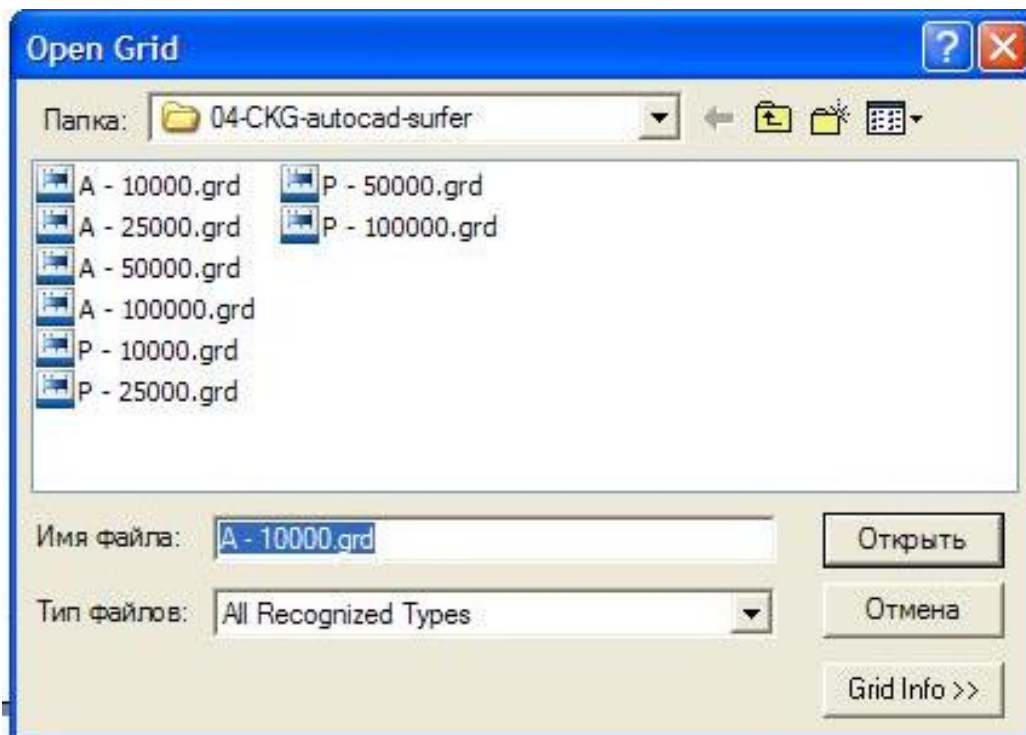 Open Grid
Папка: 04-CKG-autocad-surfer
A - 10000.grd P - 50000.grd
A - 25000.grd P - 100000.grd
A - 50000.grd
A - 100000.grd
P - 10000.grd
P - 25000.grd
Имя файла: A - 10000.grd Открыть
Тип файлов: All Recognized Types Отмена
Grid Info >>